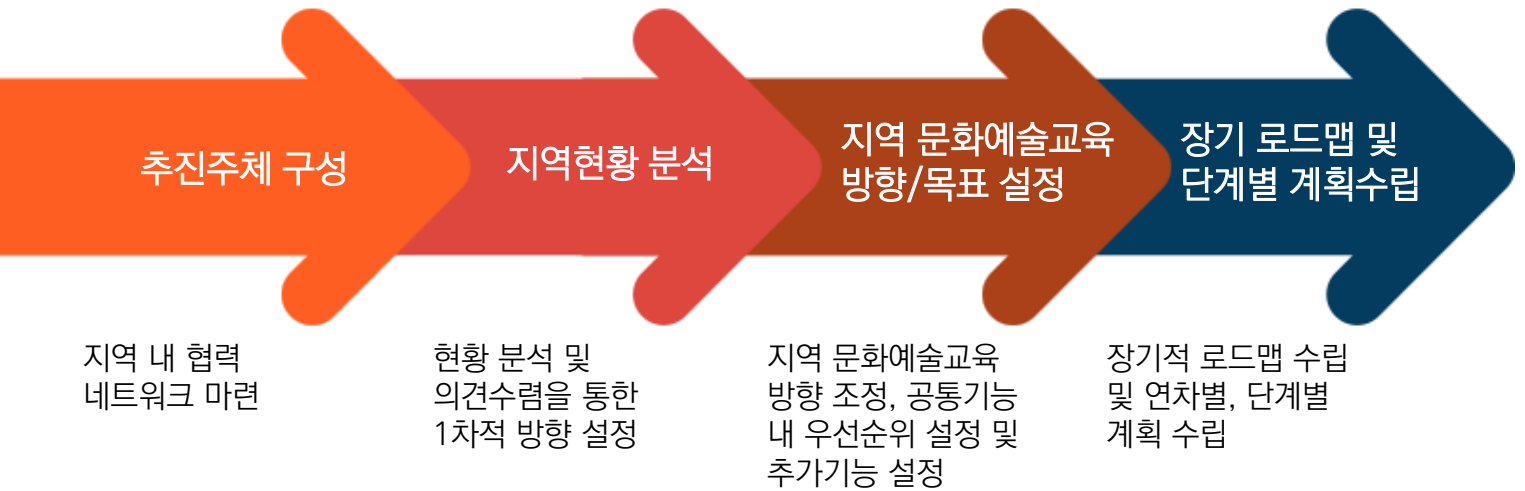 추진주체 구성
지역현황 분석
지역 문화예술교육
방향/목표 설정
장기 로드맵 및
단계별 계획수립
지역 내 협력
네트워크 마련
현황 분석 및
의견수렴을 통한
1차적 방향 설정
지역 문화예술교육
방향 조정, 공통기능
내 우선순위 설정 및
추가기능 설정
장기적 로드맵 수립
및 연차별, 단계별
계획 수립